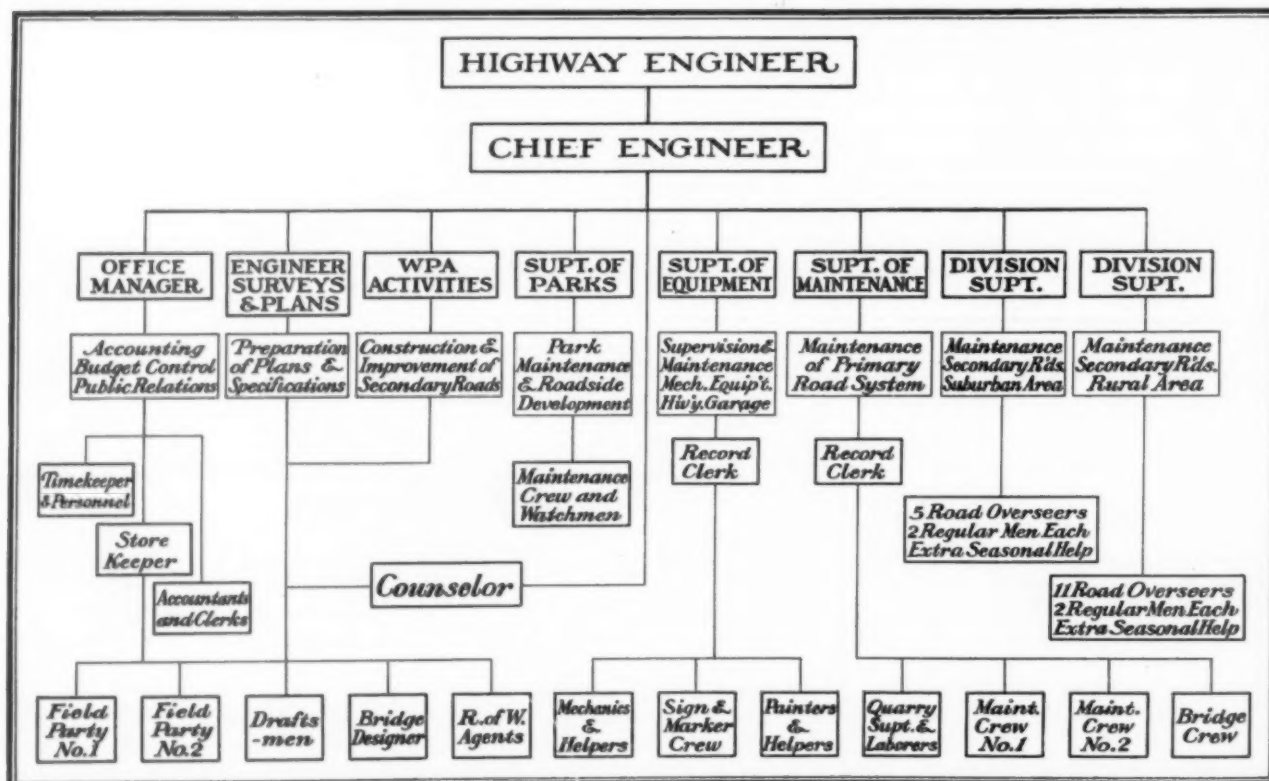 HIGHWAY ENGINEER
CHIEF ENGINEER
OFFICE
MANAGER
ENGINEER
SURVEYS
& PLANS
WPA
ACTIVITIES
SUPT. OF
PARKS
SUPT. OF
EQUIPMENT
SUPT. OF
MAINTENANCE
DIVISION
SUPT.
DIVISION
SUPT.
Accounting
Budget Control
Public Relations
Preparation
of Plans &
Specifications
Construction &
Improvement of
Secondary Roads
Park
Maintenance
& Roadside
Development
Supervision &
Maintenance
Mech. Equip't.
Hiw'y. Garage
Maintenance
of Primary
Road System
Maintenance
Secondary R'ds.
Suburban Area
Maintenance
Secondary R'ds.
Rural Area
Timekeeper
& Personnel
Store
Keeper
Accountants
and Clerks
Maintenance
Crew and
Watchmen
Record
Clerk
Record
Clerk
5 Road Overseers
2 Regular Men Each
Extra Seasonal Help
11 Road Overseers
2 Regular Men Each
Extra Seasonal Help
Counselor
Field
Party
No. 1
Field
Party
No. 2
Drafts
-men
Bridge
Designer
R. of W.
Agents
Mechanics
&
Helpers
Sign &
Marker
Crew
Painters
&
Helpers
Quarry
Supt. &
Laborers
Maint.
Crew
No. 1
Maint.
Crew
No. 2
Bridge
Crew